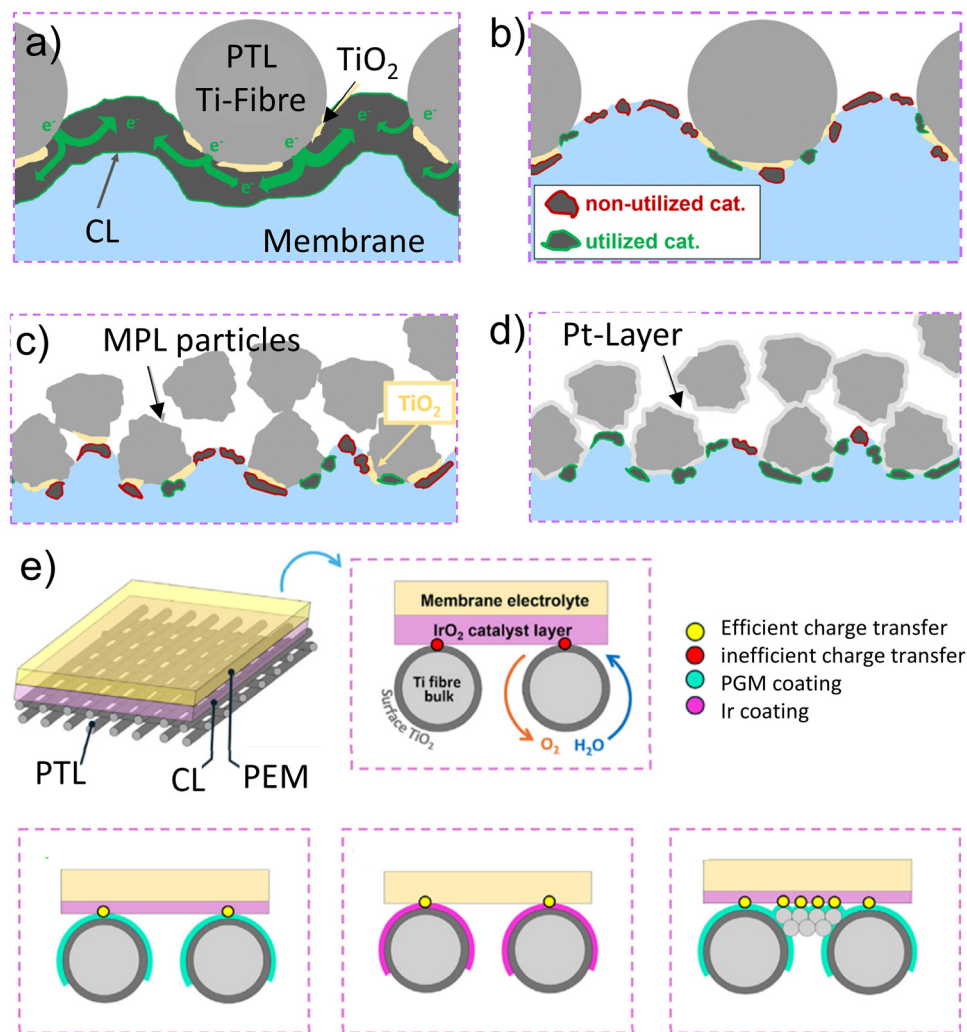 a)
PTL
Ti-Fibre
TiO₂
e⁻
e⁻
e⁻
e⁻
e⁻
e⁻
CL
Membrane
b)
non-utilized cat.
utilized cat.
c)
MPL particles
TiO₂
d)
Pt-Layer
e)
PTL
CL
PEM
Membrane electrolyte
IrO₂ catalyst layer
Ti fibre
bulk
Surface TiO₂
O₂
H₂O
Efficient charge transfer
inefficient charge transfer
PGM coating
Ir coating